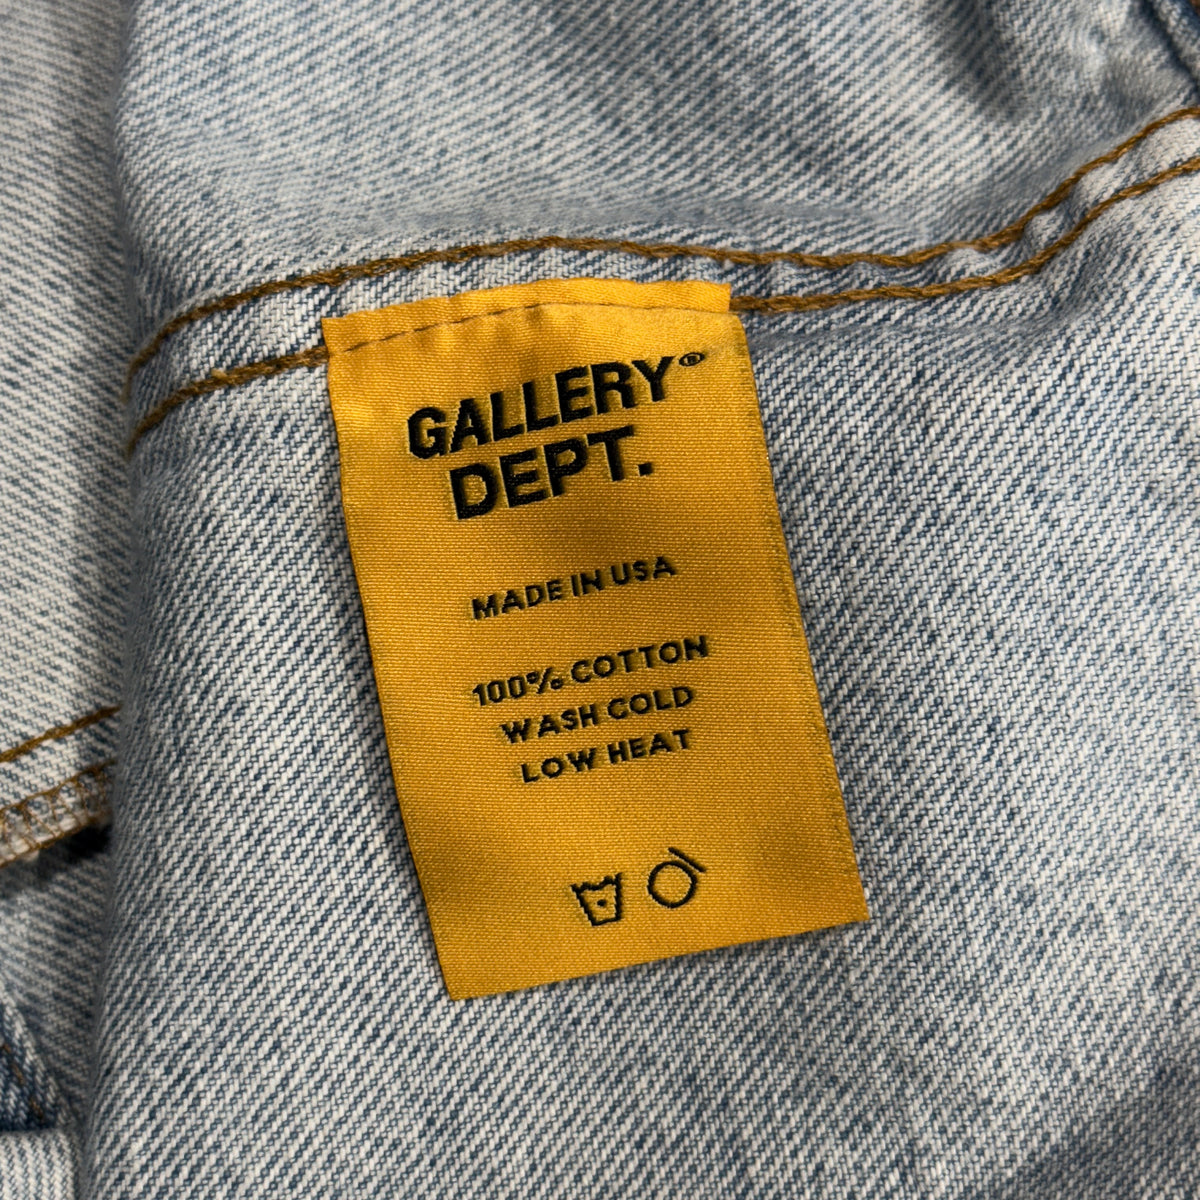 GALLERY®
DEPT.
MADE IN USA
100% COTTON
WASH COLD
LOW HEAT